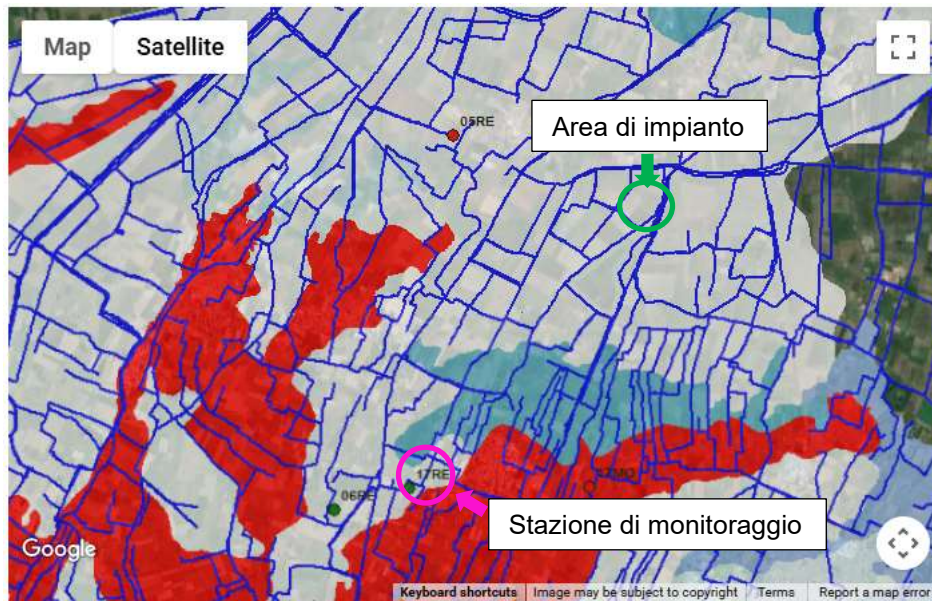 Map Satellite
05RE
Area di impianto
17RE
06RE
Stazione di monitoraggio
Google
Keyboard shortcuts Image may be subject to copyright Terms Report a map error